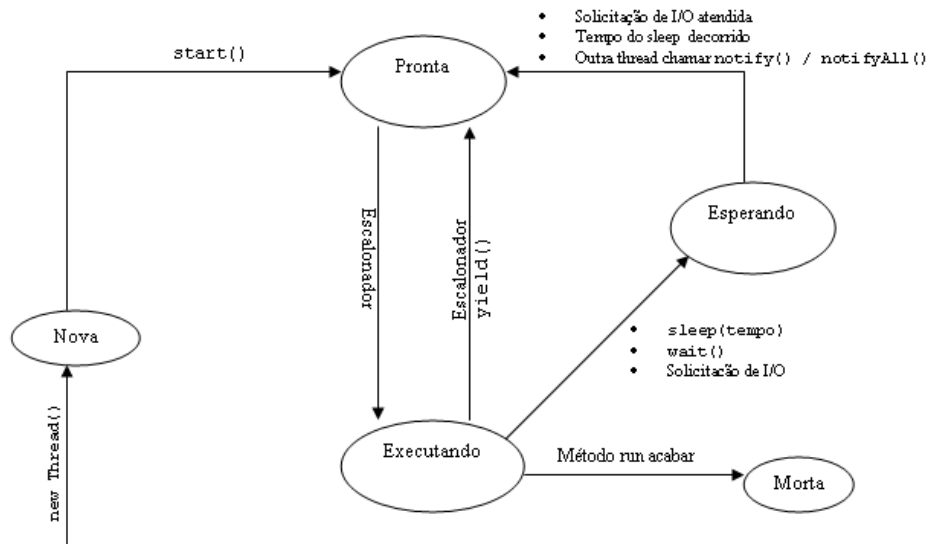 Solicitação de I/O atendida
Tempo do sleep decorrido
Outra thread chamar notify() / notifyAll()
start()
Pronta
Esperando
Escalonador
Escalonador
yield()
Nova
sleep(tempo)
wait()
Solicitação de I/O
Executando
Método run acabar
Morta
new Thread()